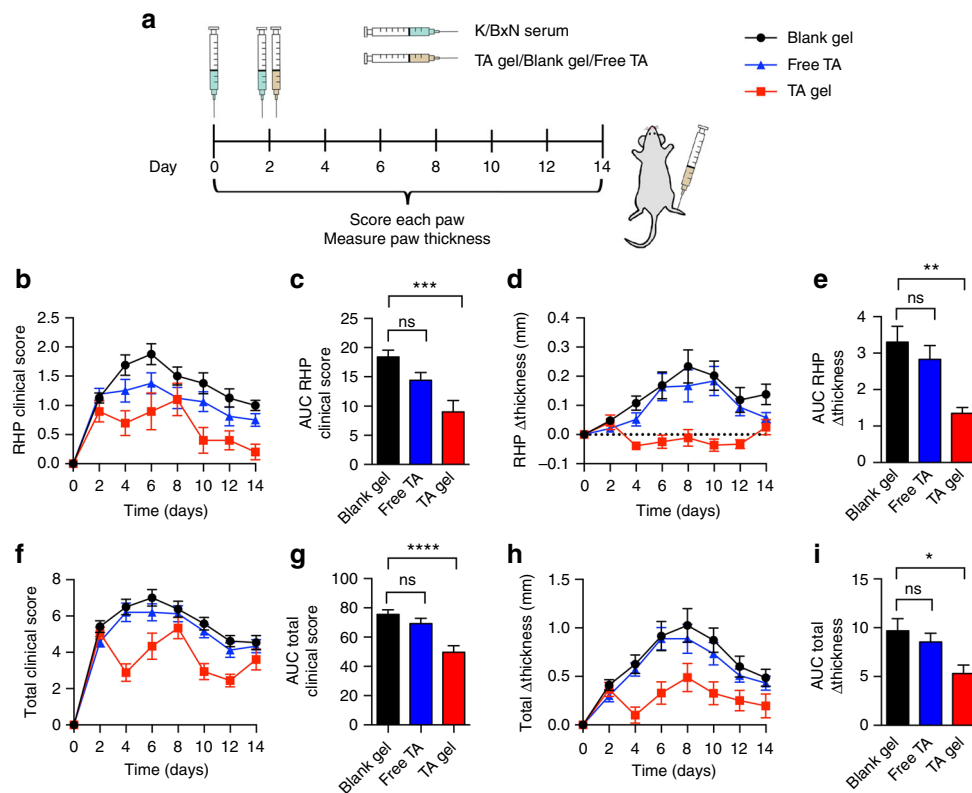 a
K/BxN serum
TA gel/Blank gel/Free TA
Blank gel
Free TA
TA gel
Day
0 2 4 6 8 10 12 14
Score each paw
Measure paw thickness
b
RHP clinical score
2.5
2.0
1.5
1.0
0.5
0.0
0 2 4 6 8 10 12 14
Time (days)
c
AUC RHP
clinical score
25
20
15
10
5
0
***
ns
Blank gel
Free TA
TA gel
d
RHP Δthickness (mm)
0.4
0.3
0.2
0.1
0.0
–0.1
0 2 4 6 8 10 12 14
Time (days)
e
AUC RHP
Δthickness
4
3
2
1
0
**
ns
Blank gel
Free TA
TA gel
f
Total clinical score
8
6
4
2
0
0 2 4 6 8 10 12 14
Time (days)
g
AUC total
clinical score
100
80
60
40
20
0
****
ns
Blank gel
Free TA
TA gel
h
Total Δthickness (mm)
1.5
1.0
0.5
0.0
0 2 4 6 8 10 12 14
Time (days)
i
AUC total
Δthickness
15
10
5
0
*
ns
Blank gel
Free TA
TA gel